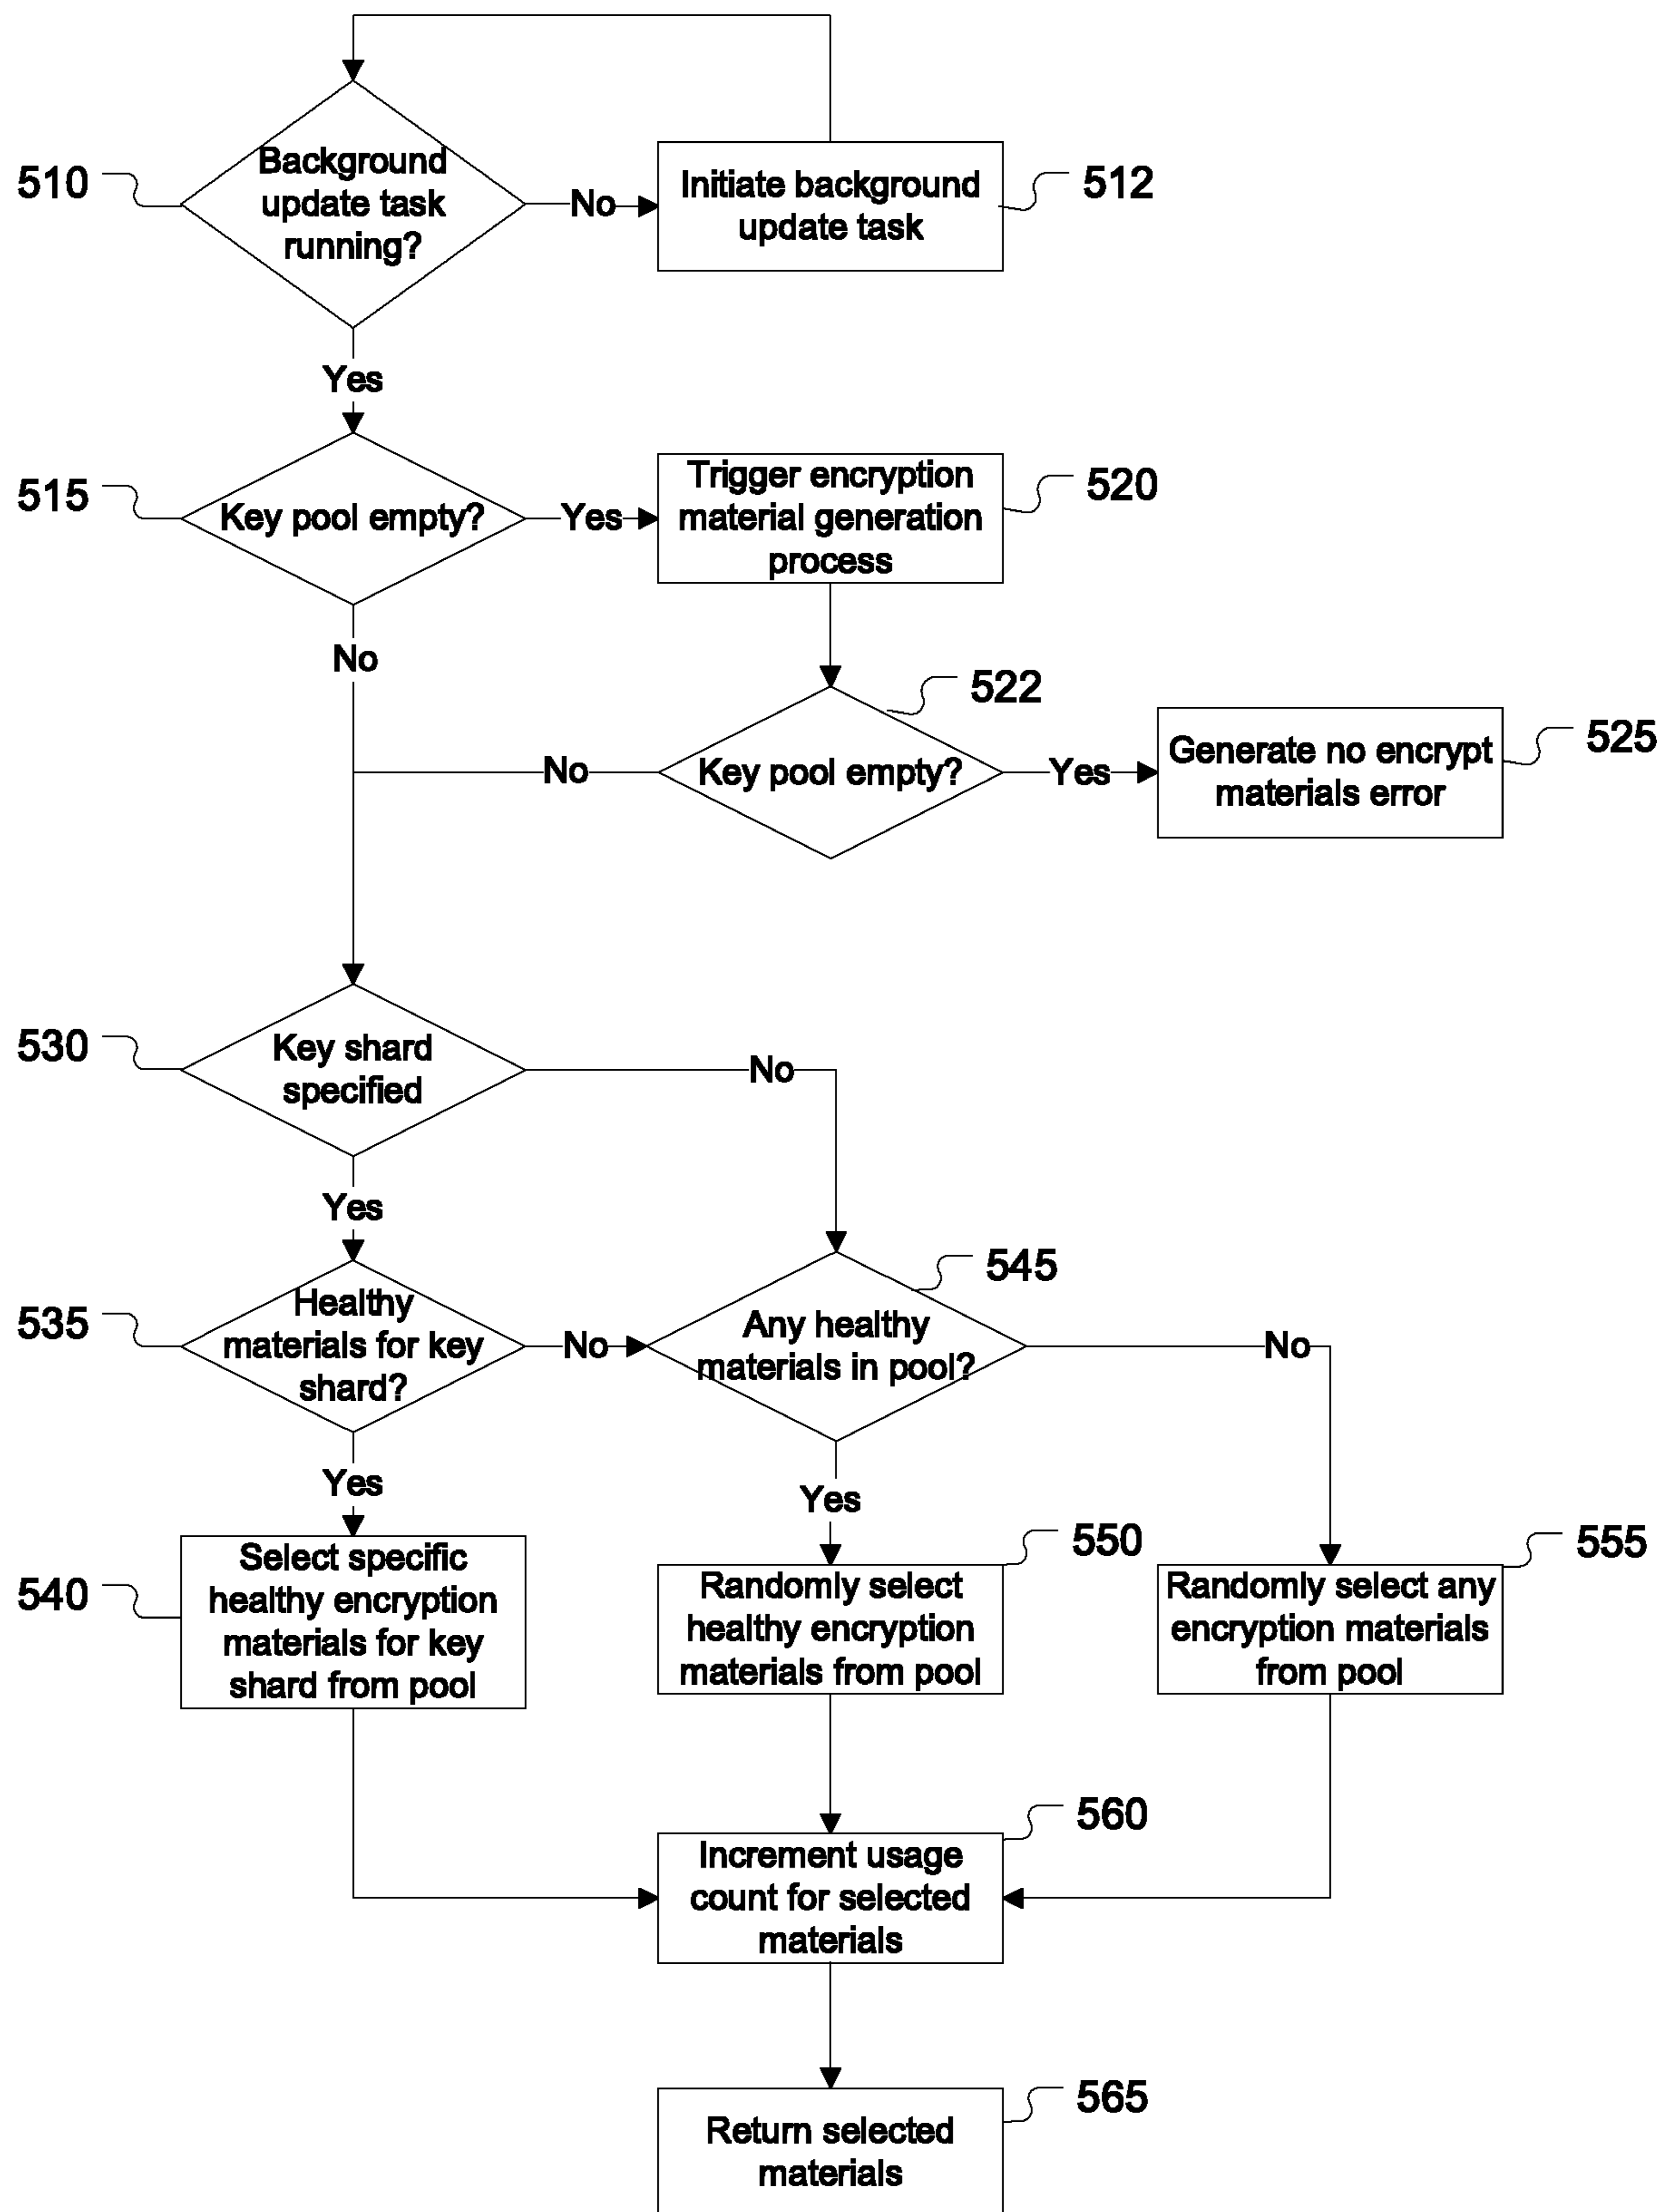 510
Background
update task
running?
No
Initiate background
update task
512
Yes
515
Key pool empty?
Yes
Trigger encryption
material generation
process
520
No
522
No
Key pool empty?
Yes
Generate no encrypt
materials error
525
530
Key shard
specified
No
Yes
535
Healthy
materials for key
shard?
No
Any healthy
materials in pool?
545
No
Yes
Yes
540
Select specific
healthy encryption
materials for key
shard from pool
Randomly select
healthy encryption
materials from pool
550
Randomly select any
encryption materials
from pool
555
Increment usage
count for selected
materials
560
Return selected
materials
565